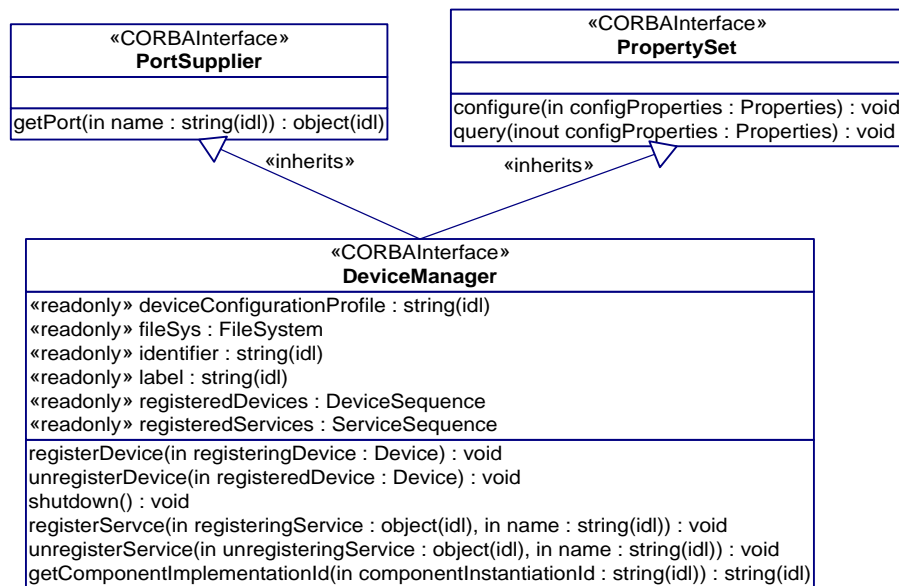 «CORBAInterface»
PortSupplier
getPort(in name : string(idl)) : object(idl)
«CORBAInterface»
PropertySet
configure(in configProperties : Properties) : void
query(inout configProperties : Properties) : void
«inherits»
«inherits»
«CORBAInterface»
DeviceManager
«readonly» deviceConfigurationProfile : string(idl)
«readonly» fileSys : FileSystem
«readonly» identifier : string(idl)
«readonly» label : string(idl)
«readonly» registeredDevices : DeviceSequence
«readonly» registeredServices : ServiceSequence
registerDevice(in registeringDevice : Device) : void
unregisterDevice(in registeredDevice : Device) : void
shutdown() : void
registerServce(in registeringService : object(idl), in name : string(idl)) : void
unregisterService(in unregisteringService : object(idl), in name : string(idl)) : void
getComponentImplementationId(in componentInstantiationId : string(idl)) : string(idl)